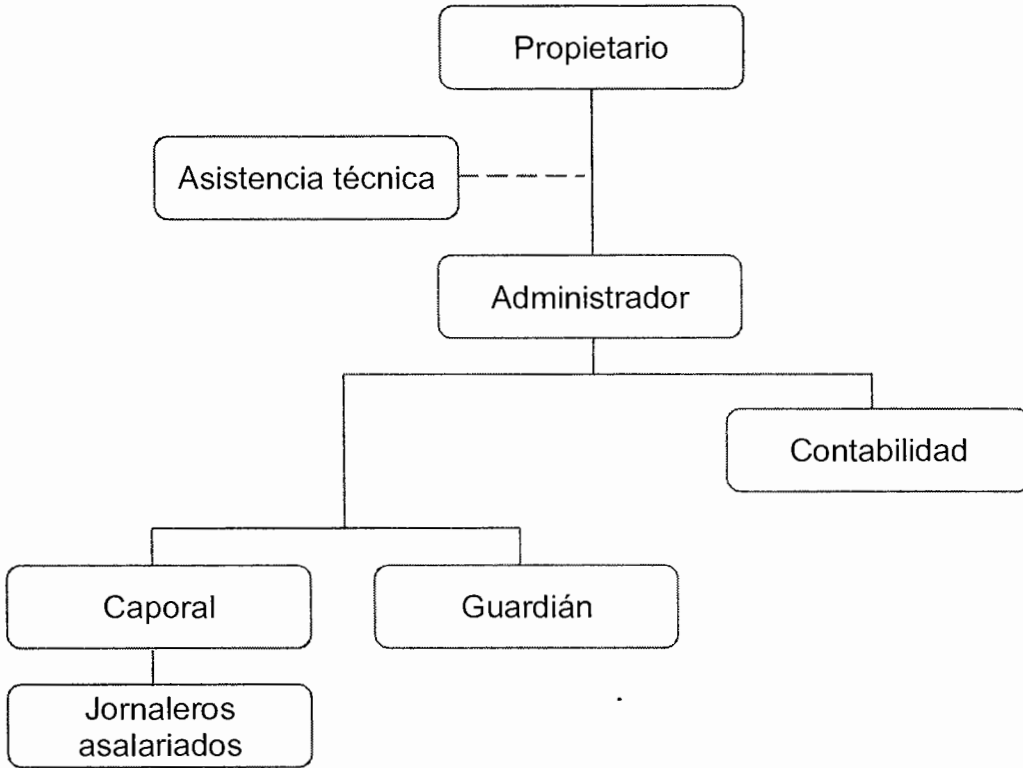 Propietario
Asistencia técnica
Administrador
Contabilidad
Caporal
Guardián
Jornaleros
asalariados